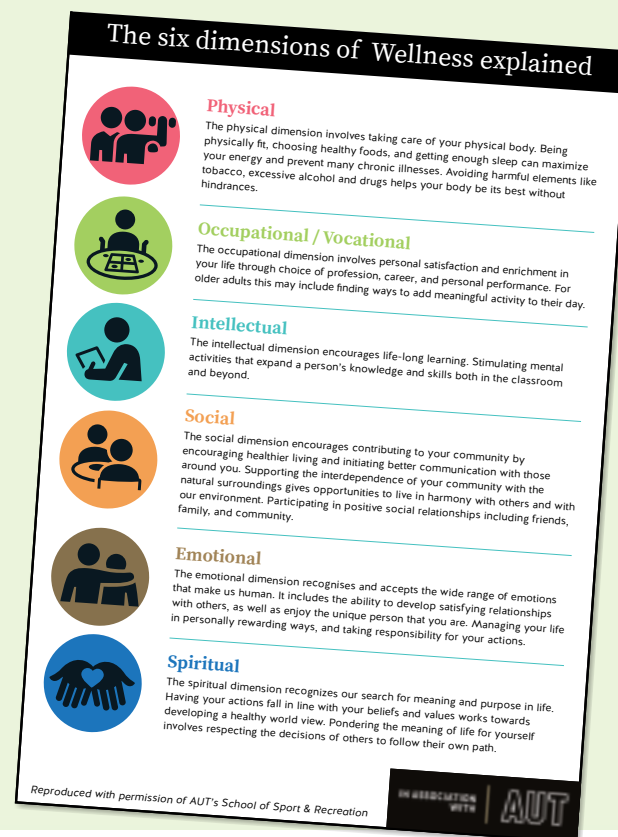 The six dimensions of Wellness explained
Physical
The physical dimension involves taking care of your physical body. Being
physically fit, choosing healthy foods, and getting enough sleep can maximize
your energy and prevent many chronic illnesses. Avoiding harmful elements like
tobacco, excessive alcohol and drugs helps your body be its best without
hindrances.
Occupational / Vocational
The occupational dimension involves personal satisfaction and enrichment in
your life through choice of profession, career, and personal performance. For
older adults this may include finding ways to add meaningful activity to their day.
Intellectual
The intellectual dimension encourages life-long learning. Stimulating mental
activities that expand a person's knowledge and skills both in the classroom
and beyond.
Social
The social dimension encourages contributing to your community by
encouraging healthier living and initiating better communication with those
around you. Supporting the interdependence of your community with the
natural surroundings gives opportunities to live in harmony with others and with
our environment. Participating in positive social relationships including friends,
family, and community.
Emotional
The emotional dimension recognises and accepts the wide range of emotions
that make us human. It includes the ability to develop satisfying relationships
with others, as well as enjoy the unique person that you are. Managing your life
in personally rewarding ways, and taking responsibility for your actions.
Spiritual
The spiritual dimension recognizes our search for meaning and purpose in life.
Having your actions fall in line with your beliefs and values works towards
developing a healthy world view. Pondering the meaning of life for yourself
involves respecting the decisions of others to follow their own path.
Reproduced with permission of AUT's School of Sport & Recreation
IN ASSOCIATION
WITH
AUT